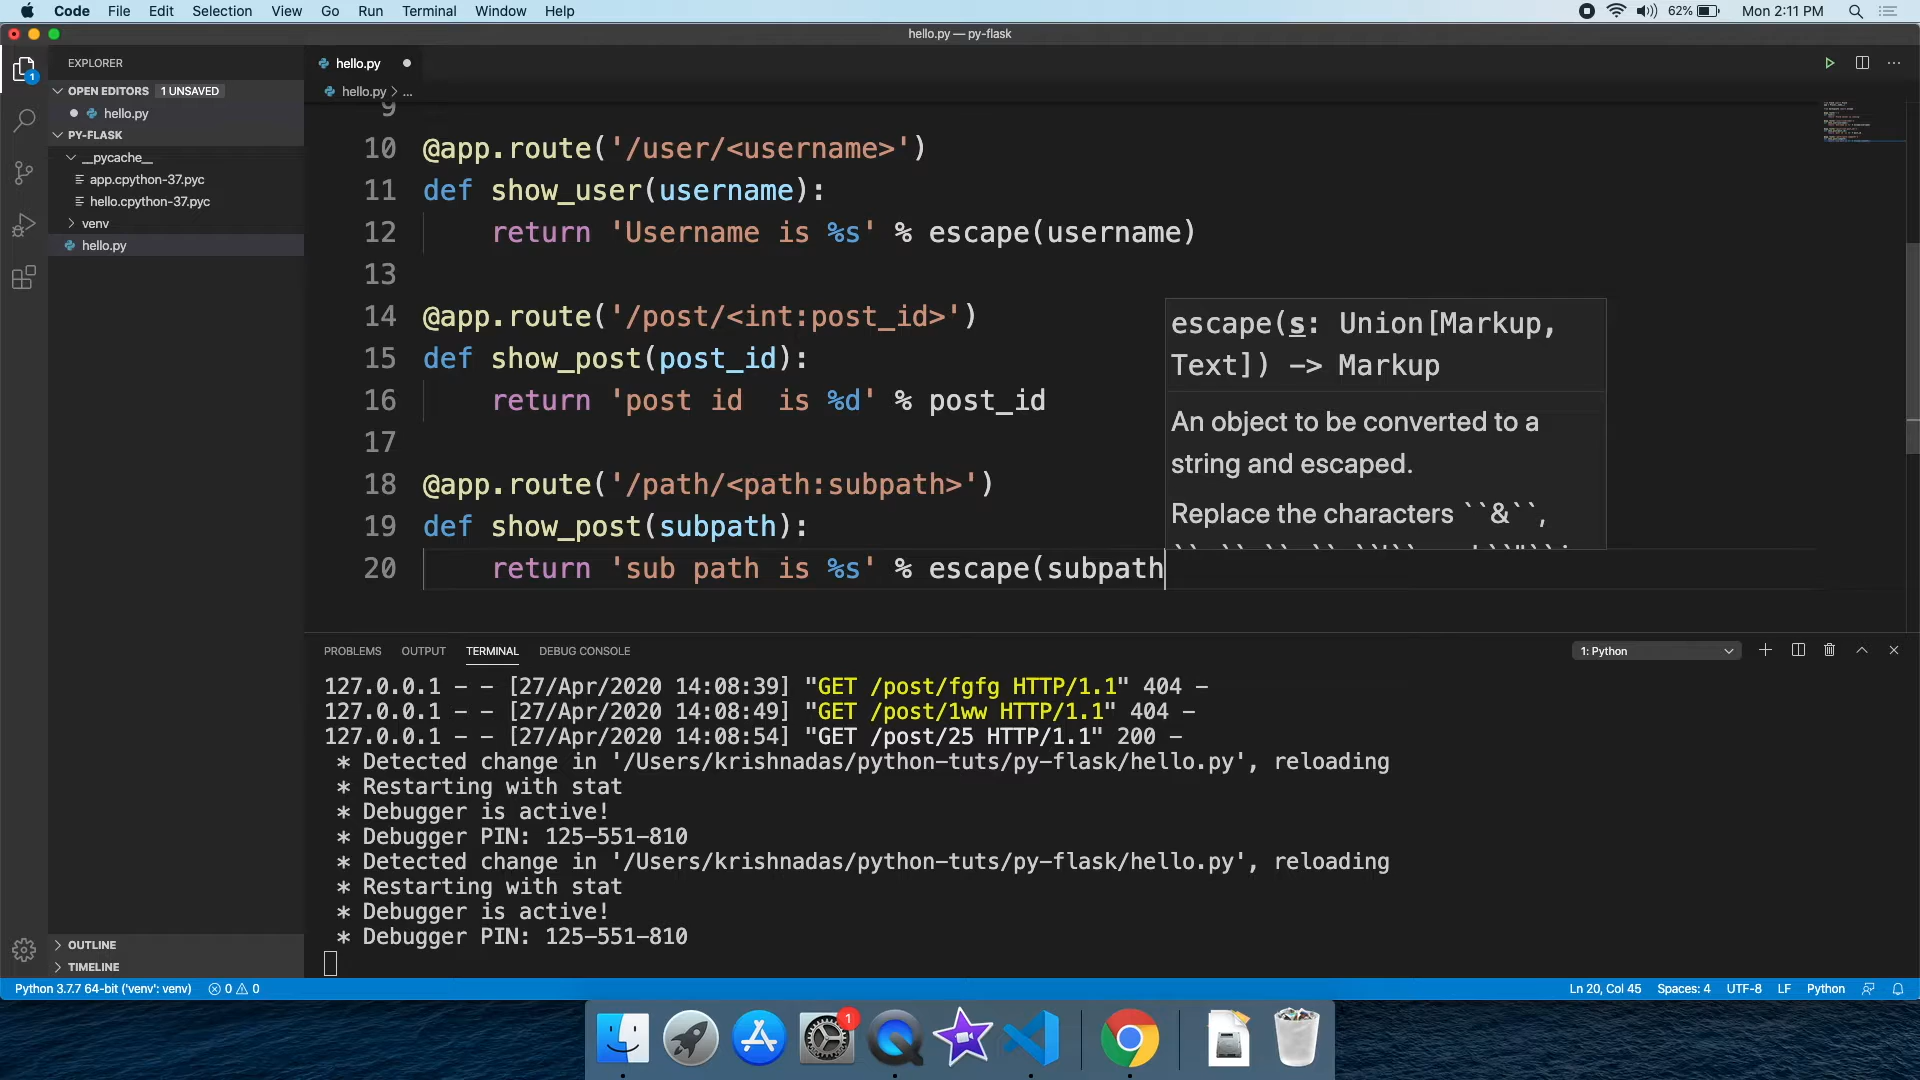 Code File Edit Selection View Go Run Terminal Window Help 62% Mon 2:11 PM
hello.py — py-flask
EXPLORER
OPEN EDITORS 1 UNSAVED
hello.py
PY-FLASK
__pycache__
app.cpython-37.pyc
hello.cpython-37.pyc
venv
hello.py
OUTLINE
TIMELINE
1
hello.py
hello.py > ...
9
10 @app.route('/user/<username>')
11 def show_user(username):
12 return 'Username is %s' % escape(username)
13
14 @app.route('/post/<int:post_id>')
15 def show_post(post_id):
16 return 'post id  is %d' % post_id
17
18 @app.route('/path/<path:subpath>')
19 def show_post(subpath):
20 return 'sub path is %s' % escape(subpath
escape(s: Union[Markup,
Text]) -> Markup
An object to be converted to a
string and escaped.
Replace the characters ``&``,
PROBLEMS OUTPUT TERMINAL DEBUG CONSOLE 1: Python
127.0.0.1 - - [27/Apr/2020 14:08:39] "GET /post/fgfg HTTP/1.1" 404 -
127.0.0.1 - - [27/Apr/2020 14:08:49] "GET /post/1ww HTTP/1.1" 404 -
127.0.0.1 - - [27/Apr/2020 14:08:54] "GET /post/25 HTTP/1.1" 200 -
* Detected change in '/Users/krishnadas/python-tuts/py-flask/hello.py', reloading
* Restarting with stat
* Debugger is active!
* Debugger PIN: 125-551-810
* Detected change in '/Users/krishnadas/python-tuts/py-flask/hello.py', reloading
* Restarting with stat
* Debugger is active!
* Debugger PIN: 125-551-810
Python 3.7.7 64-bit ('venv': venv) 0 0 Ln 20, Col 45 Spaces: 4 UTF-8 LF Python
1